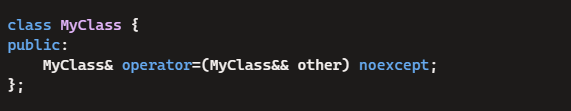 class MyClass {
public:
    MyClass& operator=(MyClass&& other) noexcept;
};